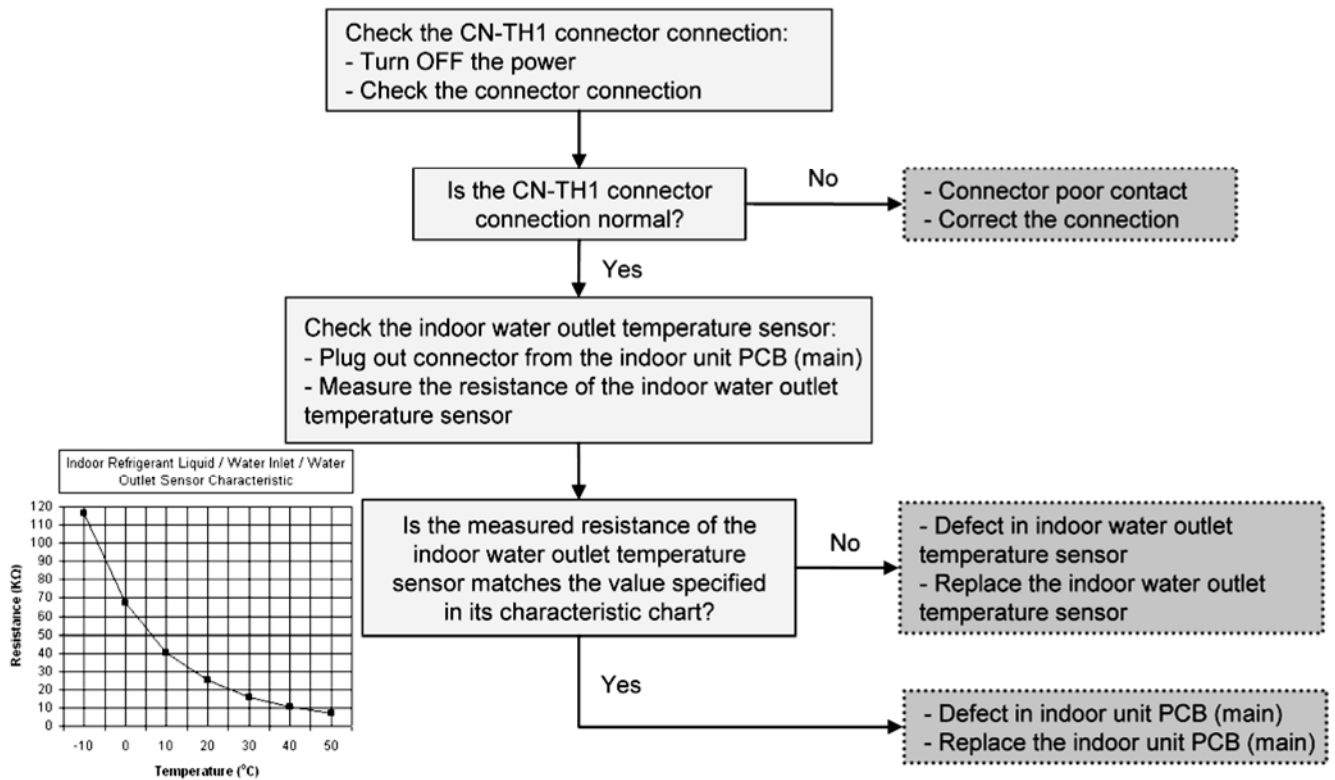 Check the CN-TH1 connector connection:
- Turn OFF the power
- Check the connector connection
Is the CN-TH1 connector
connection normal?
No
- Connector poor contact
- Correct the connection
Yes
Check the indoor water outlet temperature sensor:
- Plug out connector from the indoor unit PCB (main)
- Measure the resistance of the indoor water outlet
temperature sensor
Indoor Refrigerant Liquid / Water Inlet / Water
Outlet Sensor Characteristic
Resistance (KΩ)
120
110
100
90
80
70
60
50
40
30
20
10
0
-10 0 10 20 30 40 50
Temperature (°C)
Is the measured resistance of the
indoor water outlet temperature
sensor matches the value specified
in its characteristic chart?
No
- Defect in indoor water outlet
temperature sensor
- Replace the indoor water outlet
temperature sensor
Yes
- Defect in indoor unit PCB (main)
- Replace the indoor unit PCB (main)